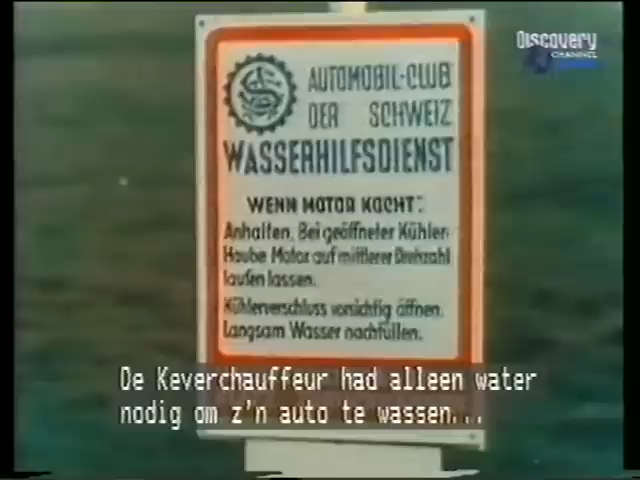 Discovery
CHANNEL
AUTOMOBIL-CLUB
DER SCHWEIZ
WASSERHILFSDIENST
WENN MOTOR KOCHT:
Anhalten. Bei geöffneter Kühler-
Haube Motor auf mittlerer Drehzahl
laufen lassen.
Kühlerverschluss vorsichtig öffnen.
Langsam Wasser nachfüllen.
De Keverchauffeur had alleen water
nodig om z'n auto te wassen...